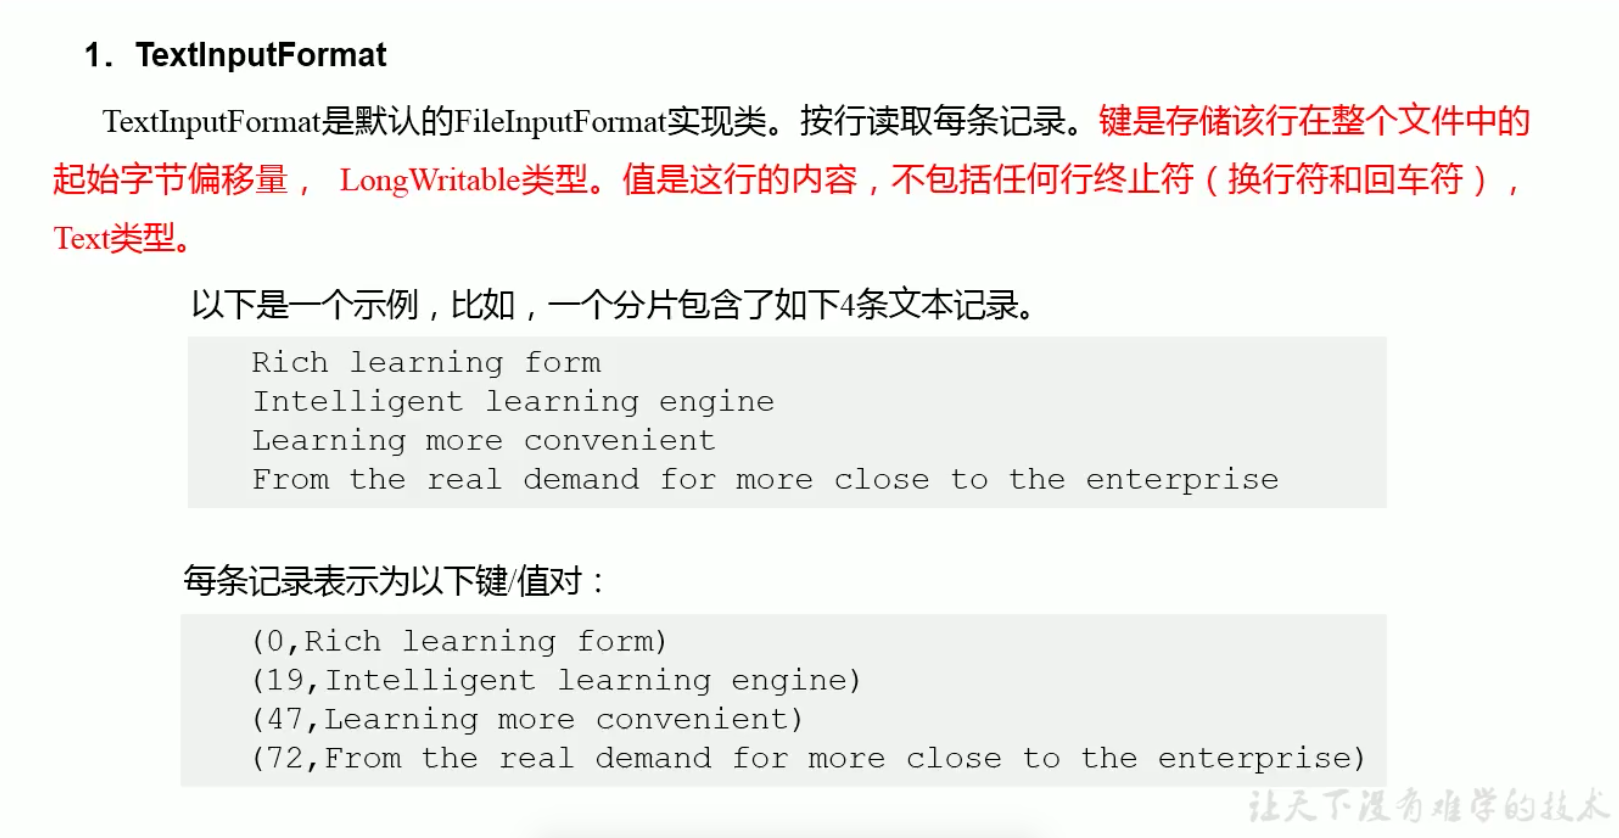 1. TextInputFormat
TextInputFormat是默认的FileInputFormat实现类。按行读取每条记录。键是存储该行在整个文件中的
起始字节偏移量， LongWritable类型。值是这行的内容，不包括任何行终止符（换行符和回车符），
Text类型。
以下是一个示例，比如，一个分片包含了如下4条文本记录。
Rich learning form
Intelligent learning engine
Learning more convenient
From the real demand for more close to the enterprise
每条记录表示为以下键/值对：
(0,Rich learning form)
(19,Intelligent learning engine)
(47,Learning more convenient)
(72,From the real demand for more close to the enterprise)
让天下没有难学的技术